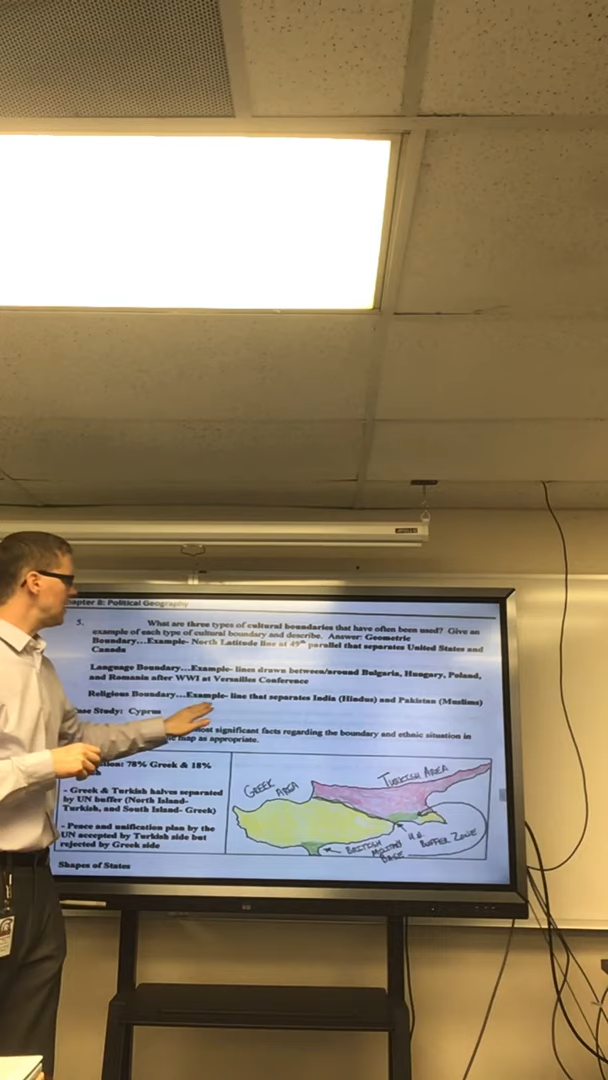 apter 8: Political Geography
5. What are three types of cultural boundaries that have often been used? Give an
example of each type of cultural boundary and describe. Answer: Geometric
Boundary...Example- North Latitude line at 49th parallel that separates United States and
Canada
Language Boundary...Example- lines drawn between/around Bulgaria, Hungary, Poland,
and Romania after WWI at Versailles Conference
Religious Boundary...Example- line that separates India (Hindus) and Pakistan (Muslims)
ase Study: Cyprus
most significant facts regarding the boundary and ethnic situation in
map as appropriate.
tion: 78% Greek & 18%
- Greek & Turkish halves separated
by UN buffer (North Island-
Turkish, and South Island- Greek)
- Peace and unification plan by the
UN accepted by Turkish side but
rejected by Greek side
GREEK
AREA
TURKISH AREA
BRITISH
MILITARY
BASE
U.N.
BUFFER ZONE
Shapes of States